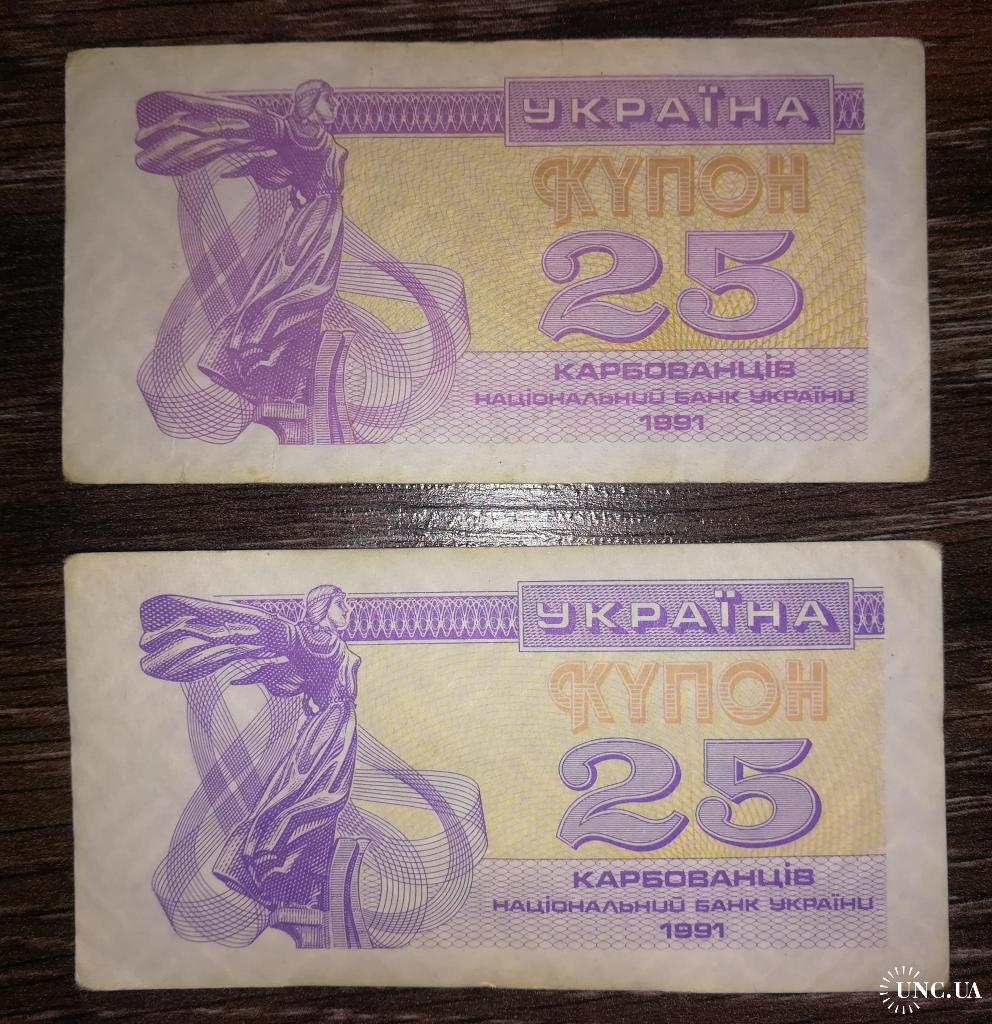 УКРАЇНА
КУПОН
25
КАРБОВАНЦІВ
НАЦІОНАЛЬНИЙ БАНК УКРАЇНИ
1991
УКРАЇНА
КУПОН
25
КАРБОВАНЦІВ
НАЦІОНАЛЬНИЙ БАНК УКРАЇНИ
1991
UNC.UA